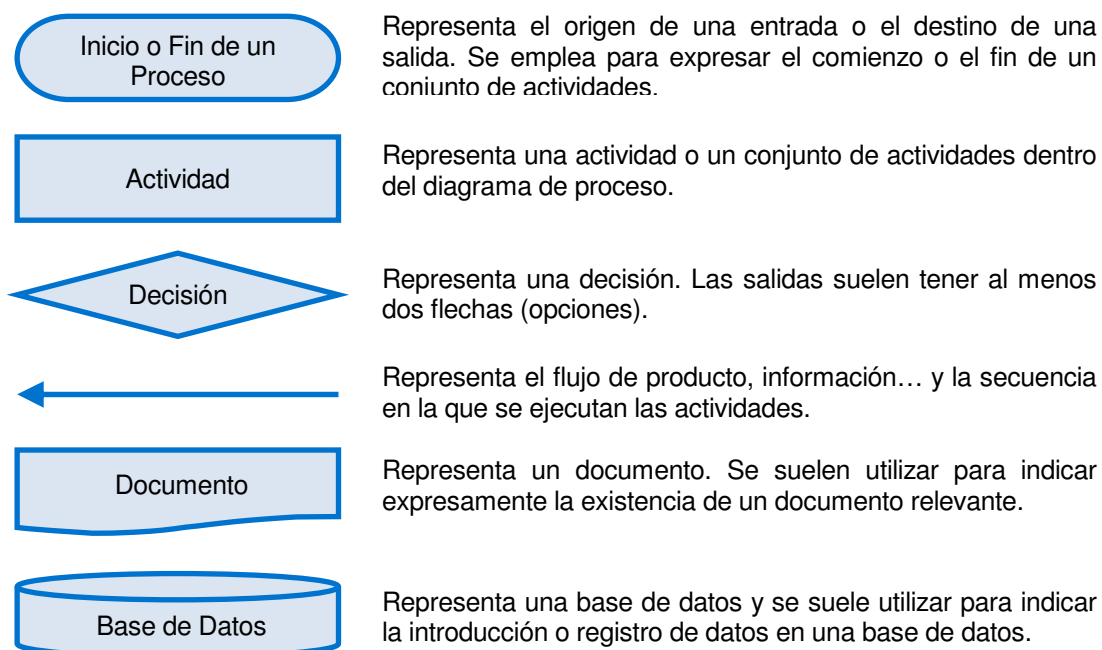 Inicio o Fin de un
Proceso
Representa el origen de una entrada o el destino de una
salida. Se emplea para expresar el comienzo o el fin de un
conjunto de actividades.
Actividad
Representa una actividad o un conjunto de actividades dentro
del diagrama de proceso.
Decisión
Representa una decisión. Las salidas suelen tener al menos
dos flechas (opciones).
Representa el flujo de producto, información… y la secuencia
en la que se ejecutan las actividades.
Documento
Representa un documento. Se suelen utilizar para indicar
expresamente la existencia de un documento relevante.
Base de Datos
Representa una base de datos y se suele utilizar para indicar
la introducción o registro de datos en una base de datos.